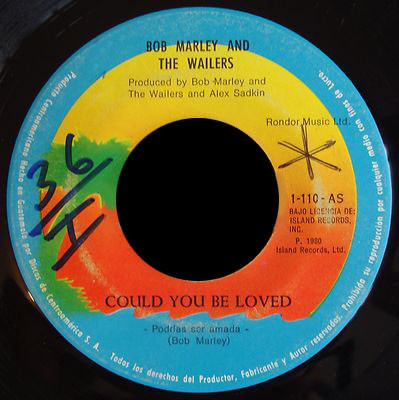 BOB MARLEY AND
THE WAILERS
Produced by Bob Marley and
The Wailers and Alex Sadkin
Rondor Music Ltd.
36/I
1-110-AS
BAJO LICENCIA DE:
ISLAND RECORDS,
INC.
P. 1980
Island Records, Ltd.
COULD YOU BE LOVED
- Podrías ser amada -
(Bob Marley)
Producto Centroamericano Hecho en Guatemala por Discos de Centroamérica S. A. Todos los derechos del Productor, Fabricante y Autor, Reservados. Prohibida su reproducción por cualquier medio con fines de Lucro.